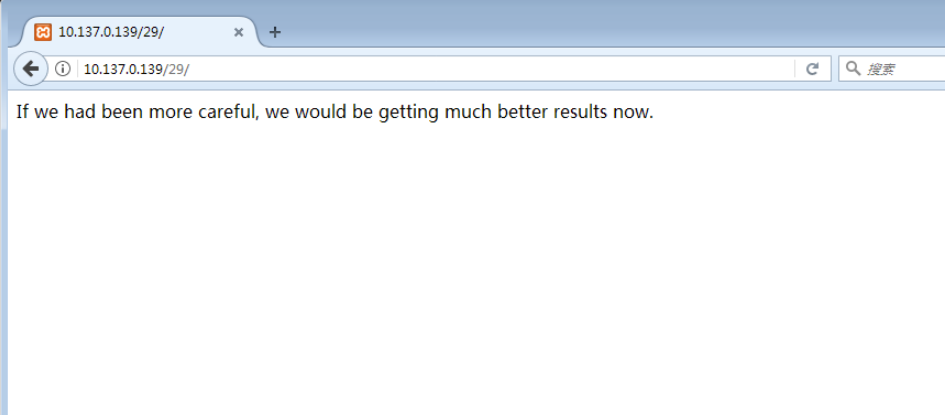 10.137.0.139/29/
10.137.0.139/29/
搜索
If we had been more careful, we would be getting much better results now.